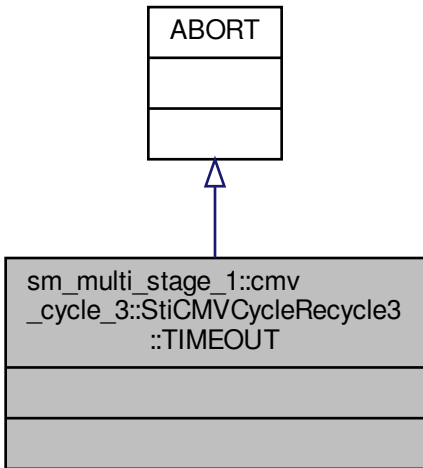 ABORT
sm_multi_stage_1::cmv
_cycle_3::StiCMVCycleRecycle3
::TIMEOUT